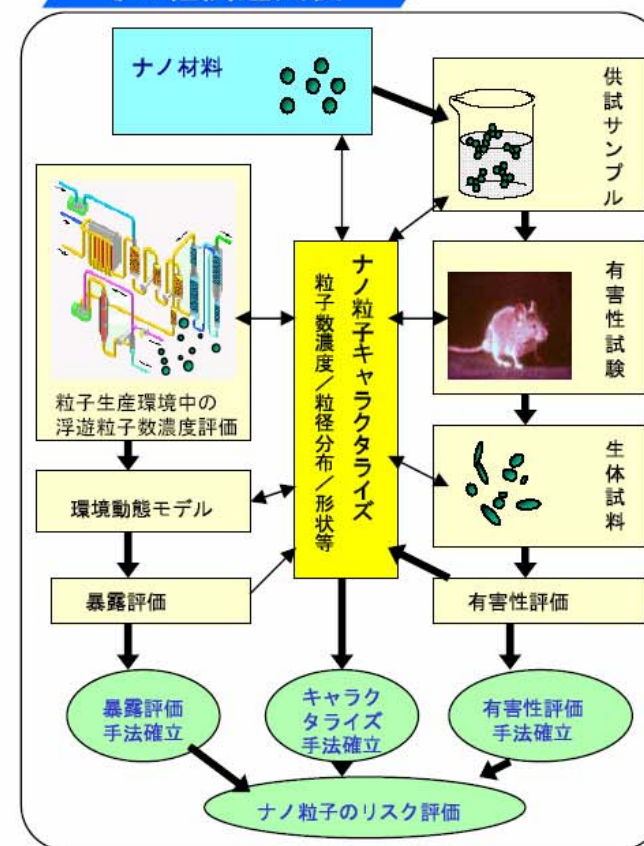 ナノ材料
供試サンプル
有害性試験
ナノ粒子キャラクタライズ
粒子数濃度／粒径分布／形状等
粒子生産環境中の
浮遊粒子数濃度評価
生体試料
環境動態モデル
暴露評価
有害性評価
暴露評価
手法確立
キャラク
タライズ
手法確立
有害性評価
手法確立
ナノ粒子のリスク評価